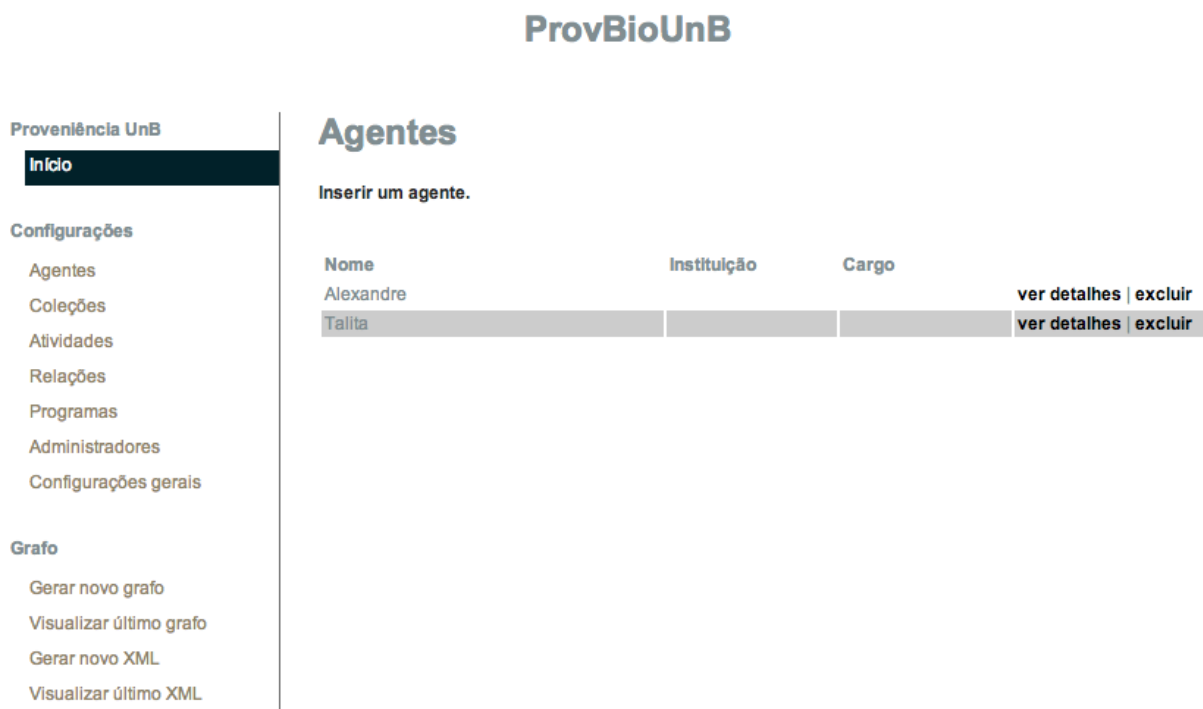 ProvBioUnB
Proveniência UnB
Início
Configurações
Agentes
Coleções
Atividades
Relações
Programas
Administradores
Configurações gerais
Grafo
Gerar novo grafo
Visualizar último grafo
Gerar novo XML
Visualizar último XML
Agentes
Inserir um agente.
Nome Instituição Cargo
Alexandre ver detalhes | excluir
Talita ver detalhes | excluir